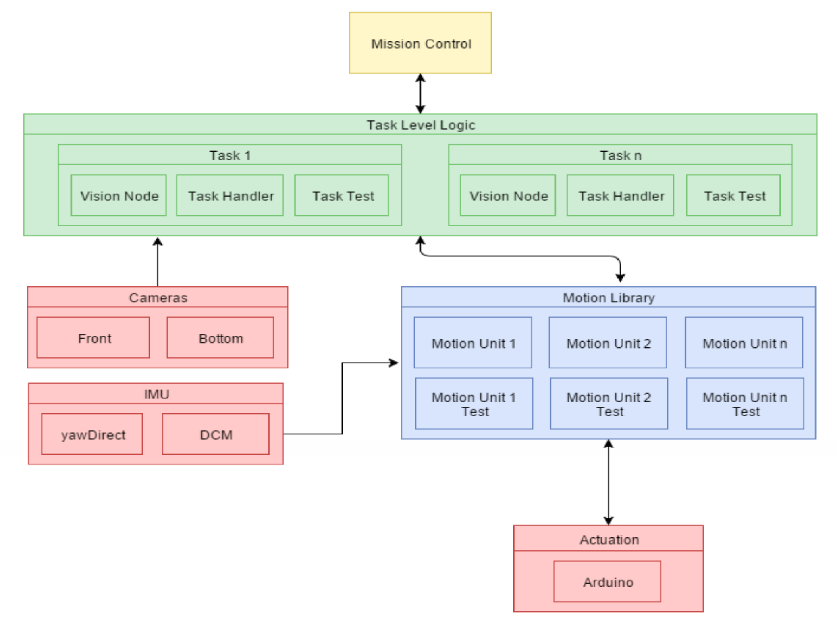 Mission Control
Task Level Logic
Task 1
Task n
Vision Node
Task Handler
Task Test
Vision Node
Task Handler
Task Test
Cameras
Front
Bottom
IMU
yawDirect
DCM
Motion Library
Motion Unit 1
Motion Unit 2
Motion Unit n
Motion Unit 1
Test
Motion Unit 2
Test
Motion Unit n
Test
Actuation
Arduino